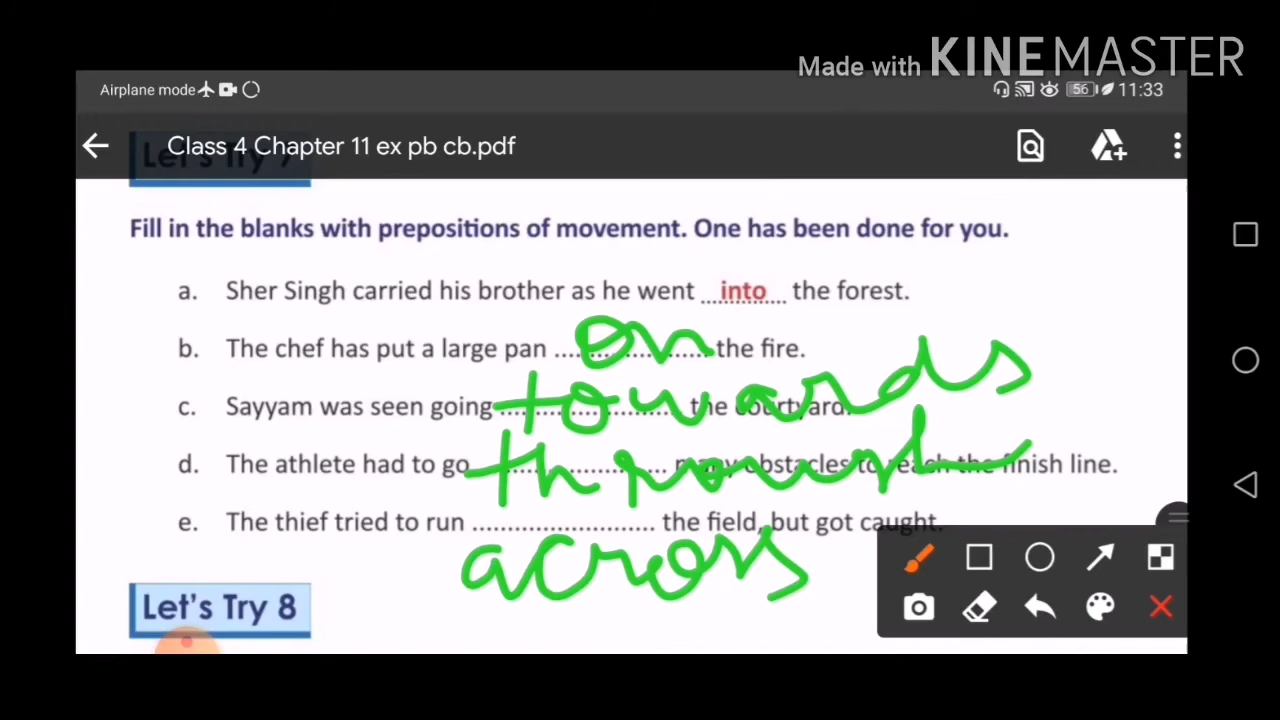 Made with KINEMASTER
Airplane mode 56 11:33
Class 4 Chapter 11 ex pb cb.pdf
Let's Try 7
Fill in the blanks with prepositions of movement. One has been done for you.
a. Sher Singh carried his brother as he went ...into... the forest.
b. The chef has put a large pan ....on.... the fire.
c. Sayyam was seen going ....towards.... the courtyard.
d. The athlete had to go ....through.... many obstacles to reach the finish line.
e. The thief tried to run ........................ the field, but got caught.
across
Let's Try 8